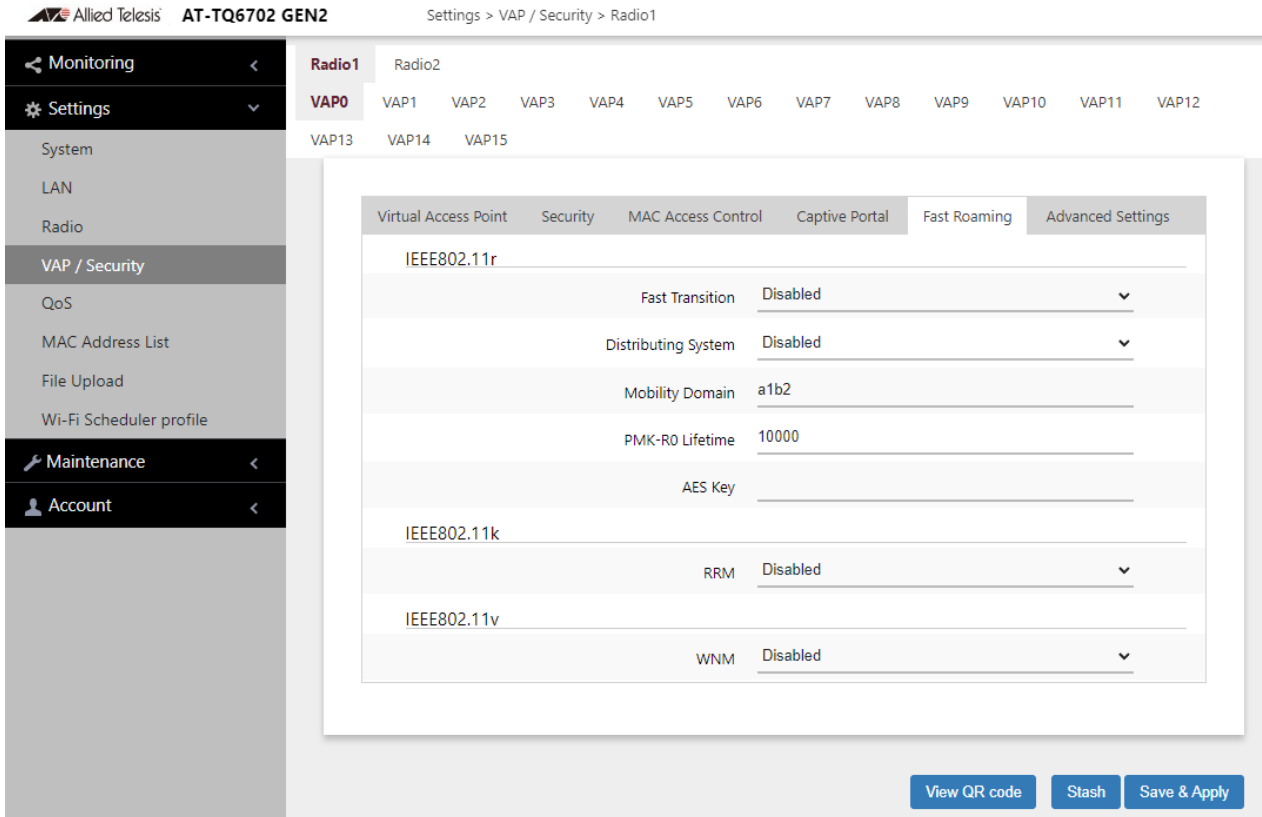 Allied Telesis AT-TQ6702 GEN2 Settings > VAP / Security > Radio1
Monitoring
Settings
System
LAN
Radio
VAP / Security
QoS
MAC Address List
File Upload
Wi-Fi Scheduler profile
Maintenance
Account
Radio1 Radio2
VAP0 VAP1 VAP2 VAP3 VAP4 VAP5 VAP6 VAP7 VAP8 VAP9 VAP10 VAP11 VAP12
VAP13 VAP14 VAP15
Virtual Access Point Security MAC Access Control Captive Portal Fast Roaming Advanced Settings
IEEE802.11r
Fast Transition Disabled
Distributing System Disabled
Mobility Domain a1b2
PMK-R0 Lifetime 10000
AES Key
IEEE802.11k
RRM Disabled
IEEE802.11v
WNM Disabled
View QR code Stash Save & Apply